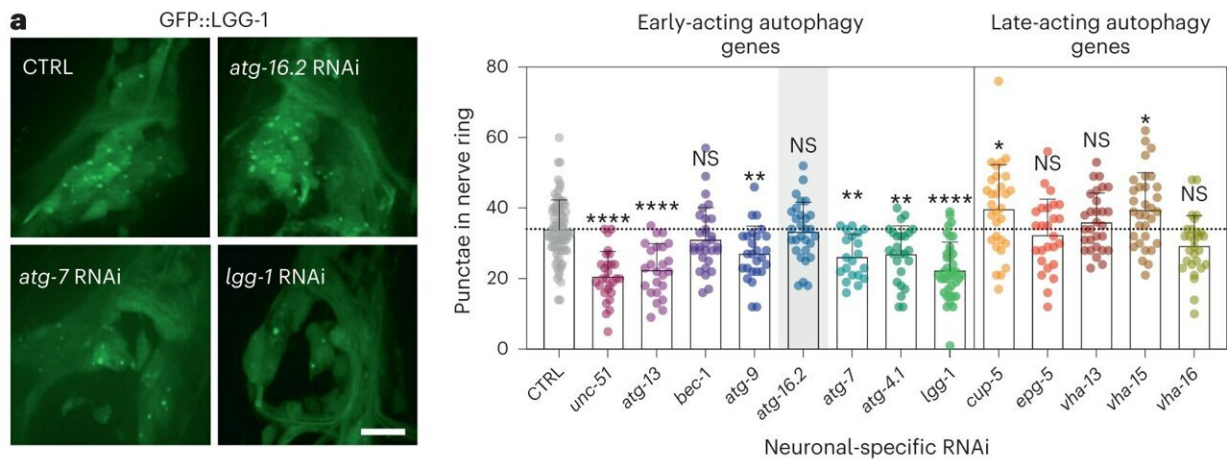 a
GFP::LGG-1
CTRL
atg-16.2 RNAi
atg-7 RNAi
lgg-1 RNAi
Early-acting autophagy
genes
Late-acting autophagy
genes
Punctae in nerve ring
80
60
40
20
0
****
****
NS
**
NS
**
**
****
*
NS
NS
*
NS
CTRL
unc-51
atg-13
bec-1
atg-9
atg-16.2
atg-7
atg-4.1
lgg-1
cup-5
epg-5
vha-13
vha-15
vha-16
Neuronal-specific RNAi